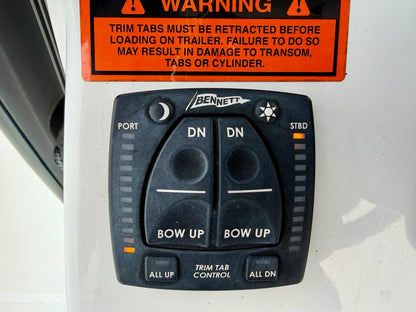 ⚠ WARNING ⚠
TRIM TABS MUST BE RETRACTED BEFORE
LOADING ON TRAILER. FAILURE TO DO SO
MAY RESULT IN DAMAGE TO TRANSOM,
TABS OR CYLINDER.
BENNETT
PORT
STBD
DN DN
BOW UP BOW UP
ALL UP
TRIM TAB
CONTROL
ALL DN